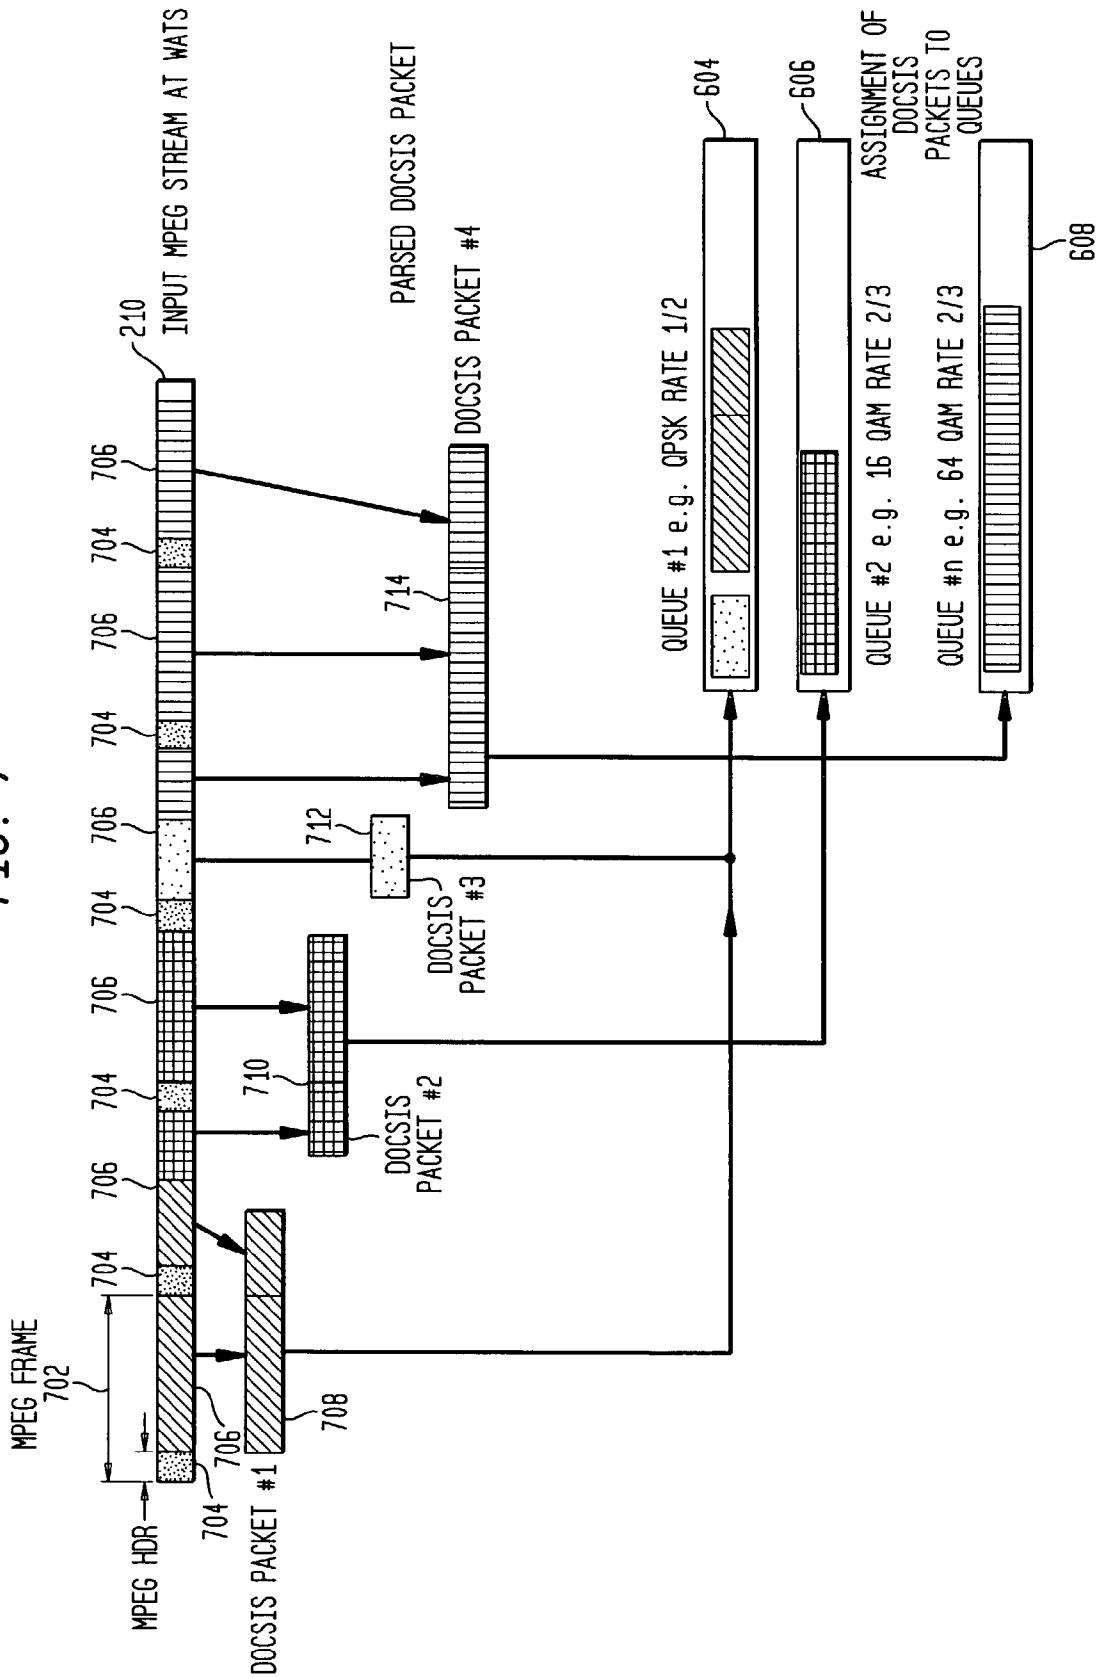 FIG. 7
MPEG FRAME
702
MPEG HDR
704
706
704
706
704
706
704
706
704
706
704
706
210
INPUT MPEG STREAM AT WATS
DOCSIS PACKET #1
708
710
DOCSIS
PACKET #2
712
DOCSIS
PACKET #3
714
DOCSIS PACKET #4
PARSED DOCSIS PACKET
QUEUE #1 e.g. QPSK RATE 1/2
604
606
QUEUE #2 e.g. 16 QAM RATE 2/3
ASSIGNMENT OF
DOCSIS
PACKETS TO
QUEUES
QUEUE #n e.g. 64 QAM RATE 2/3
608